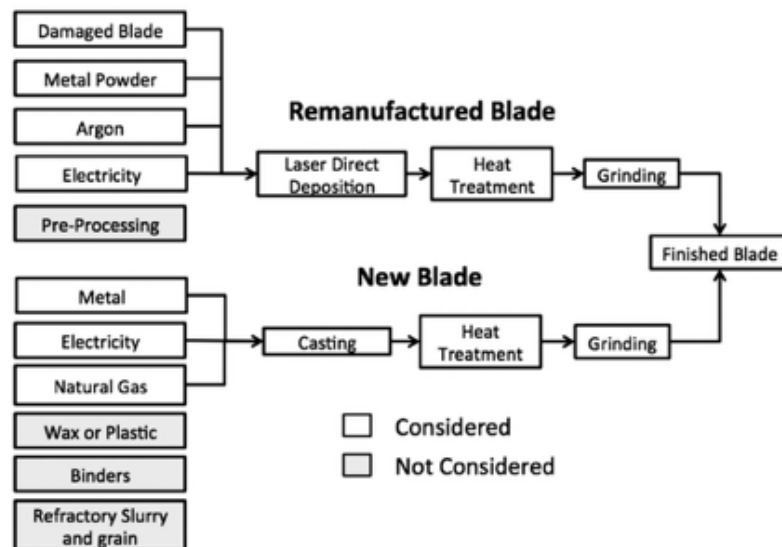 Damaged Blade
Metal Powder
Argon
Electricity
Pre-Processing
Remanufactured Blade
Laser Direct
Deposition
Heat
Treatment
Grinding
Finished Blade
New Blade
Metal
Electricity
Natural Gas
Wax or Plastic
Binders
Refractory Slurry
and grain
Casting
Heat
Treatment
Grinding
Considered
Not Considered